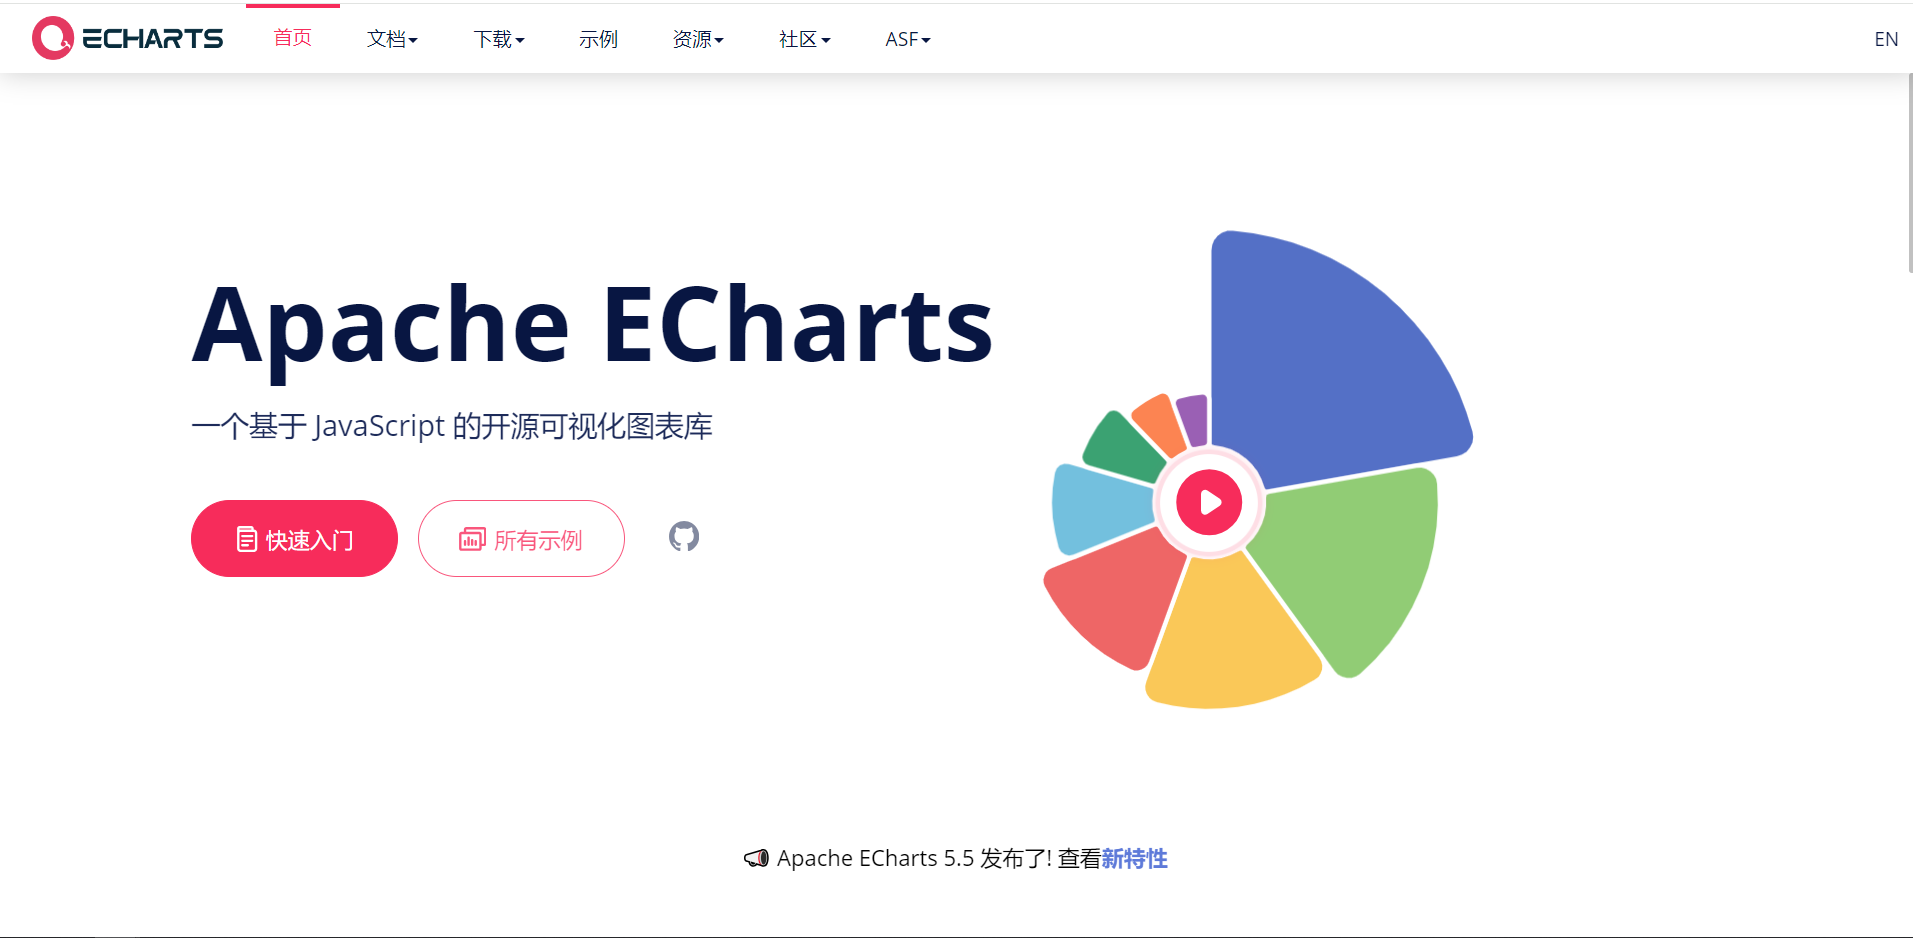 ECHARTS 首页 文档 下载 示例 资源 社区 ASF EN
Apache ECharts
一个基于 JavaScript 的开源可视化图表库
快速入门 所有示例
Apache ECharts 5.5 发布了! 查看新特性